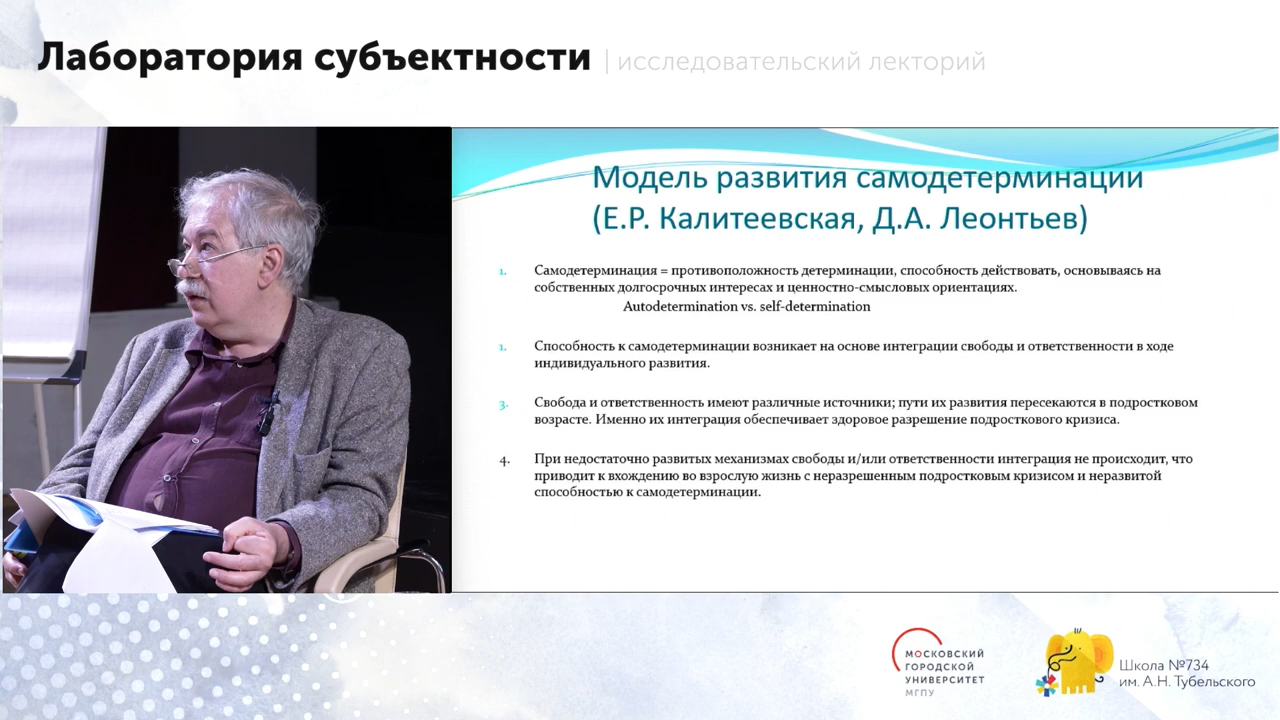 Лаборатория субъектности | исследовательский лекторий
Модель развития самодетерминации
(Е.Р. Калитеевская, Д.А. Леонтьев)
1. Самодетерминация = противоположность детерминации, способность действовать, основываясь на
собственных долгосрочных интересах и ценностно-смысловых ориентациях.
Autodetermination vs. self-determination
1. Способность к самодетерминации возникает на основе интеграции свободы и ответственности в ходе
индивидуального развития.
3. Свобода и ответственность имеют различные источники; пути их развития пересекаются в подростковом
возрасте. Именно их интеграция обеспечивает здоровое разрешение подросткового кризиса.
4. При недостаточно развитых механизмах свободы и/или ответственности интеграция не происходит, что
приводит к вхождению во взрослую жизнь с неразрешенным подростковым кризисом и неразвитой
способностью к самодетерминации.
МОСКОВСКИЙ
ГОРОДСКОЙ
УНИВЕРСИТЕТ
МГПУ
Школа №734
им. А.Н. Тубельского